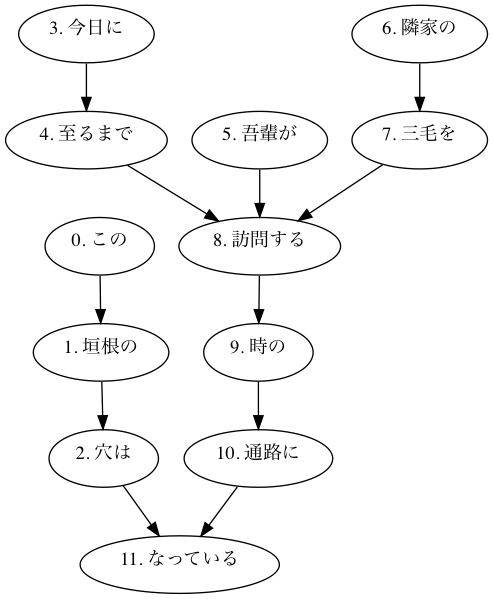 3. 今日に
6. 隣家の
4. 至るまで
5. 吾輩が
7. 三毛を
0. この
8. 訪問する
1. 垣根の
9. 時の
2. 穴は
10. 通路に
11. なっている